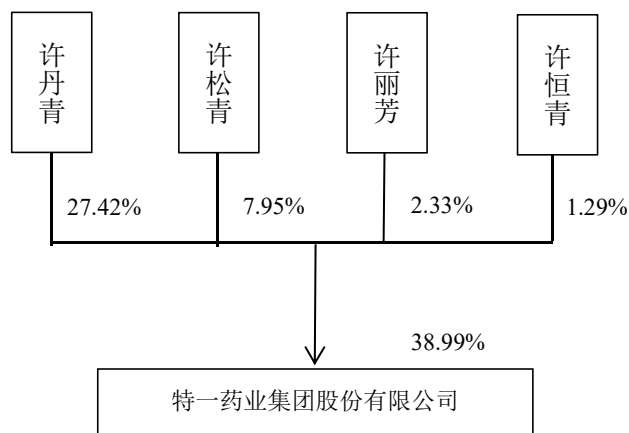 许丹青
许松青
许丽芳
许恒青
27.42%
7.95%
2.33%
1.29%
38.99%
特一药业集团股份有限公司